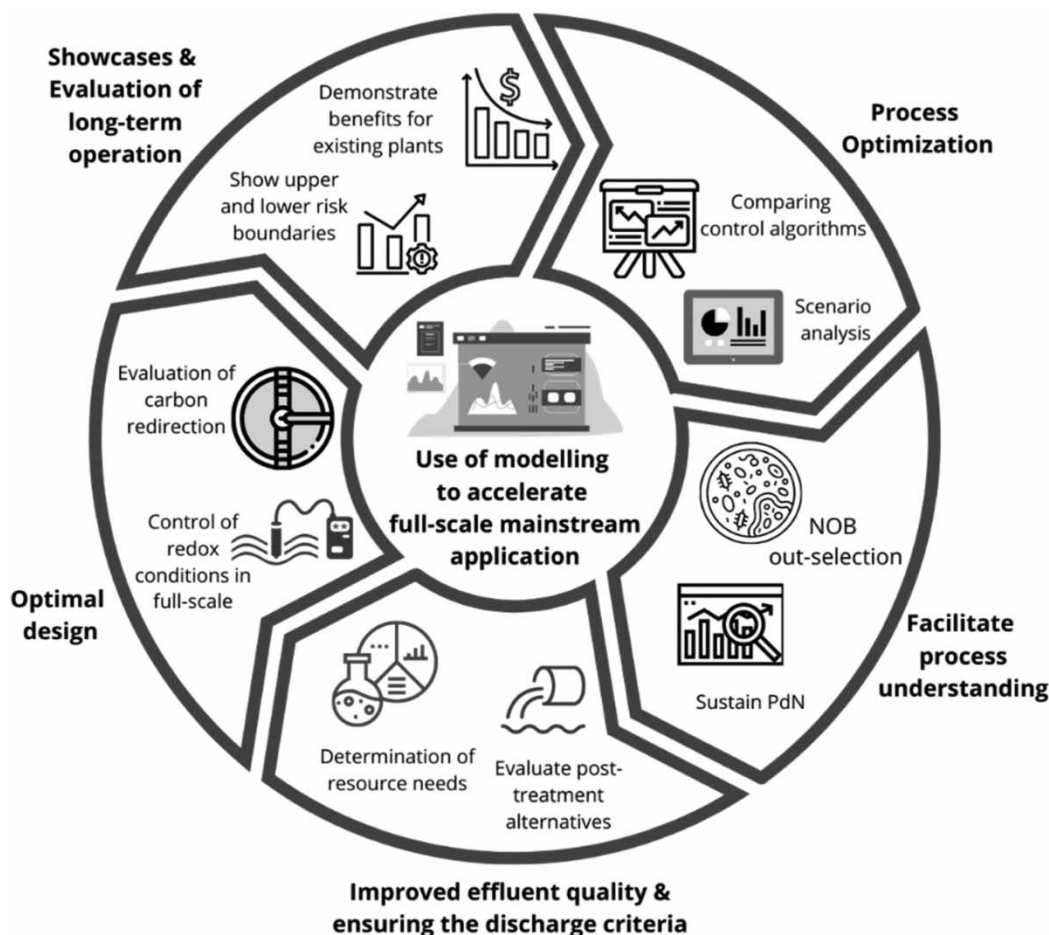 Showcases &
Evaluation of
long-term
operation
Demonstrate
benefits for
existing plants
$
Show upper
and lower risk
boundaries
Process
Optimization
Comparing
control algorithms
Scenario
analysis
Evaluation of
carbon
redirection
Control of
redox
conditions in
full-scale
Optimal
design
Use of modelling
to accelerate
full-scale mainstream
application
NOB
out-selection
Sustain PdN
Facilitate
process
understanding
Determination of
resource needs
Evaluate post-
treatment
alternatives
Improved effluent quality &
ensuring the discharge criteria